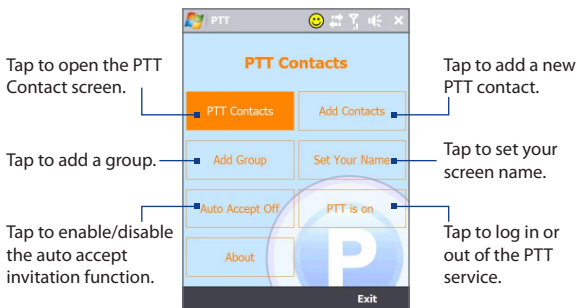 PTT
PTT Contacts
Tap to open the PTT
Contact screen.
Tap to add a new
PTT contact.
PTT Contacts
Add Contacts
Tap to add a group.
Add Group
Set Your Name
Tap to set your
screen name.
Auto Accept Off
PTT is on
Tap to enable/disable
the auto accept
invitation function.
Tap to log in or
out of the PTT
service.
About
P
Exit